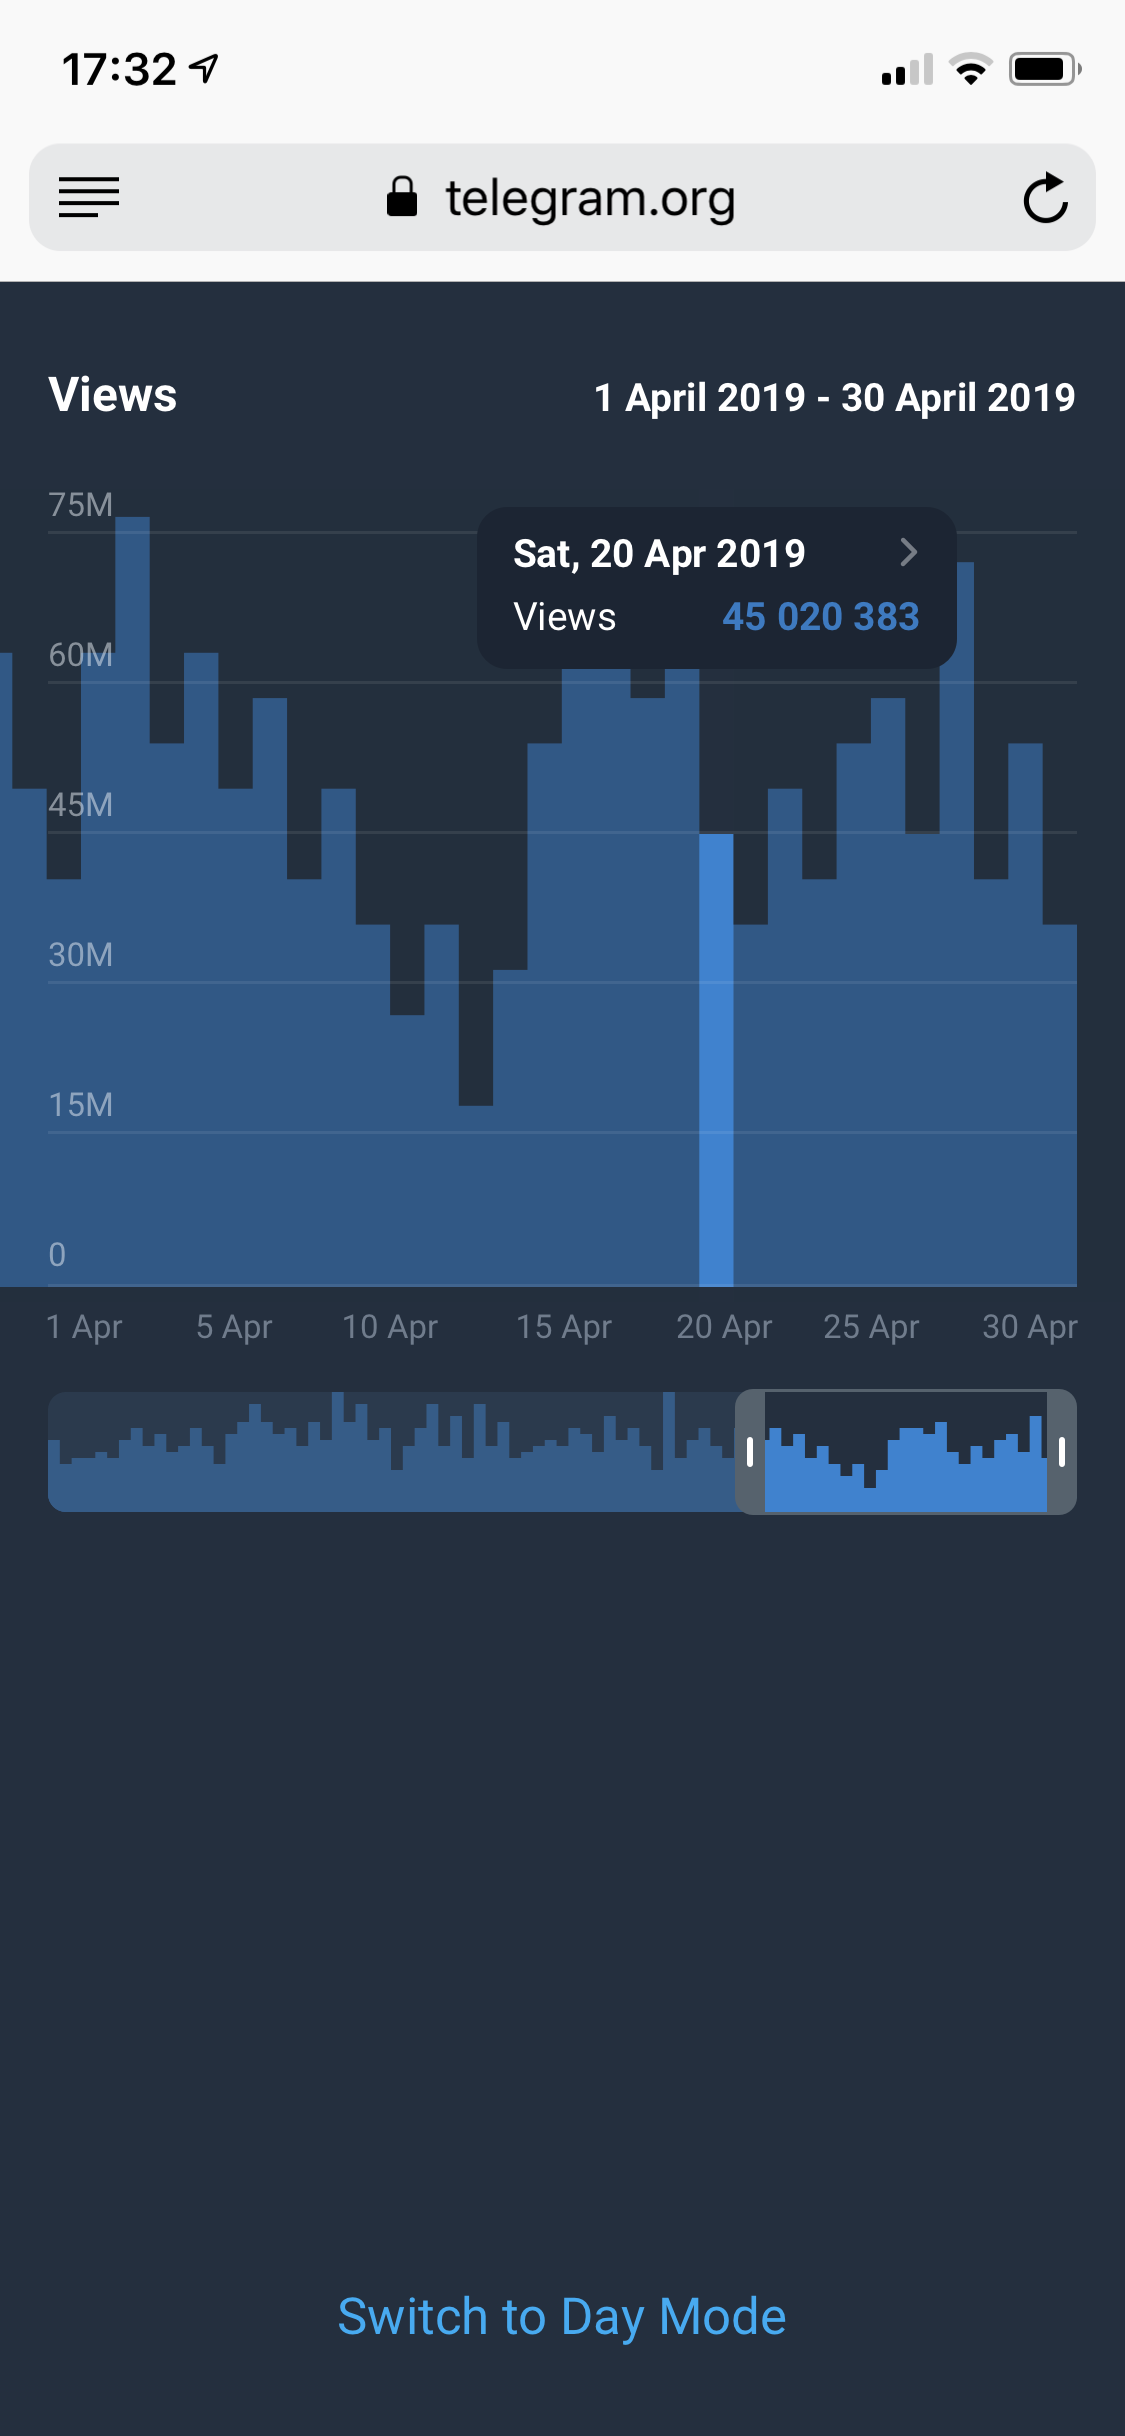 17:32
telegram.org
Views
1 April 2019 - 30 April 2019
75M
Sat, 20 Apr 2019
Views 45 020 383
60M
45M
30M
15M
0
1 Apr 5 Apr 10 Apr 15 Apr 20 Apr 25 Apr 30 Apr
Switch to Day Mode